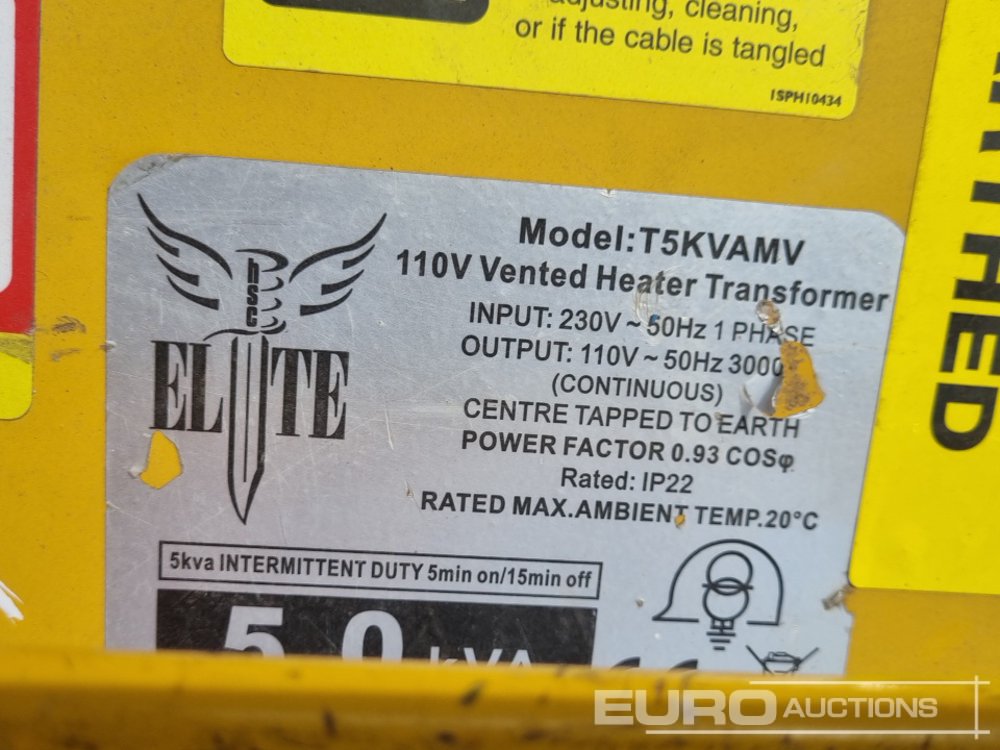 adjusting, cleaning,
or if the cable is tangled
ISPH10434
hsc
ELITE
Model:T5KVAMV
110V Vented Heater Transformer
INPUT: 230V ~ 50Hz 1 PHASE
OUTPUT: 110V ~ 50Hz 3000
(CONTINUOUS)
CENTRE TAPPED TO EARTH
POWER FACTOR 0.93 COSφ
Rated: IP22
RATED MAX.AMBIENT TEMP.20°C
5kva INTERMITTENT DUTY 5min on/15min off
5.0 kVA
CE
EURO AUCTIONS